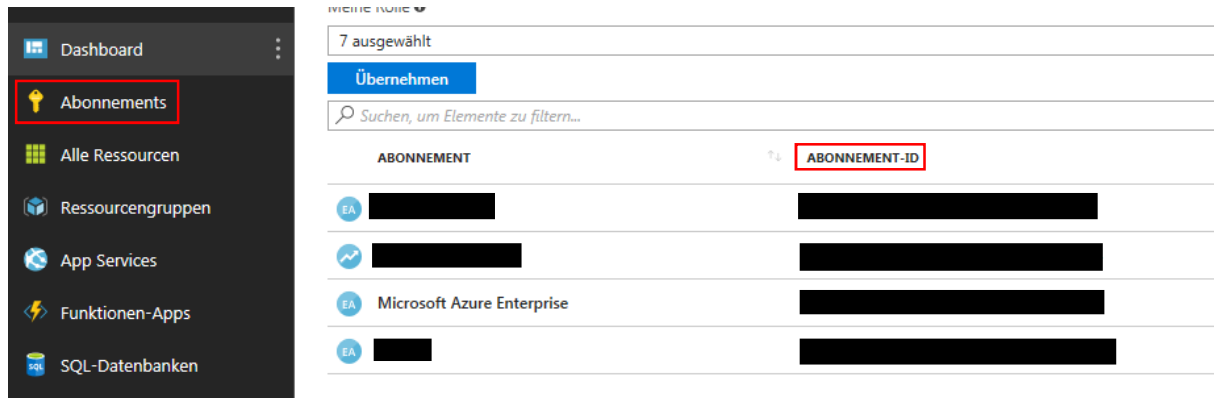 Meine Rolle
7 ausgewählt
Übernehmen
Suchen, um Elemente zu filtern...
ABONNEMENT ABONNEMENT-ID
EA
EA Microsoft Azure Enterprise
EA
Dashboard
Abonnements
Alle Ressourcen
Ressourcengruppen
App Services
Funktionen-Apps
SQL SQL-Datenbanken